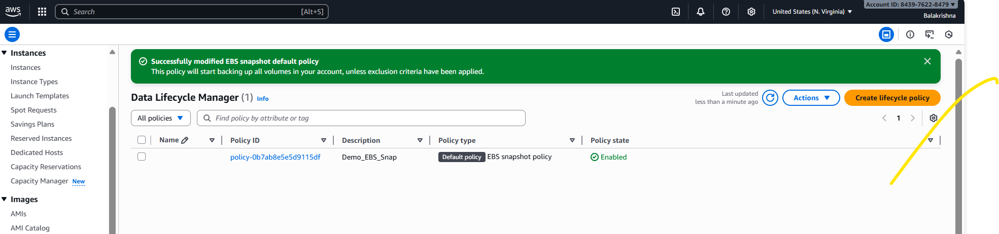 aws
Search [Alt+S]
United States (N. Virginia)
Account ID: 8439-7622-8479
Balakrishna
Instances
Instances
Instance Types
Launch Templates
Spot Requests
Savings Plans
Reserved Instances
Dedicated Hosts
Capacity Reservations
Capacity Manager New
Images
AMIs
AMI Catalog
Successfully modified EBS snapshot default policy
This policy will start backing up all volumes in your account, unless exclusion criteria have been applied.
Data Lifecycle Manager (1) Info
Last updated
less than a minute ago
Actions
Create lifecycle policy
All policies
Find policy by attribute or tag
1
Name Policy ID Description Policy type Policy state
policy-0b7ab8e5e5d9115df Demo_EBS_Snap Default policy EBS snapshot policy Enabled